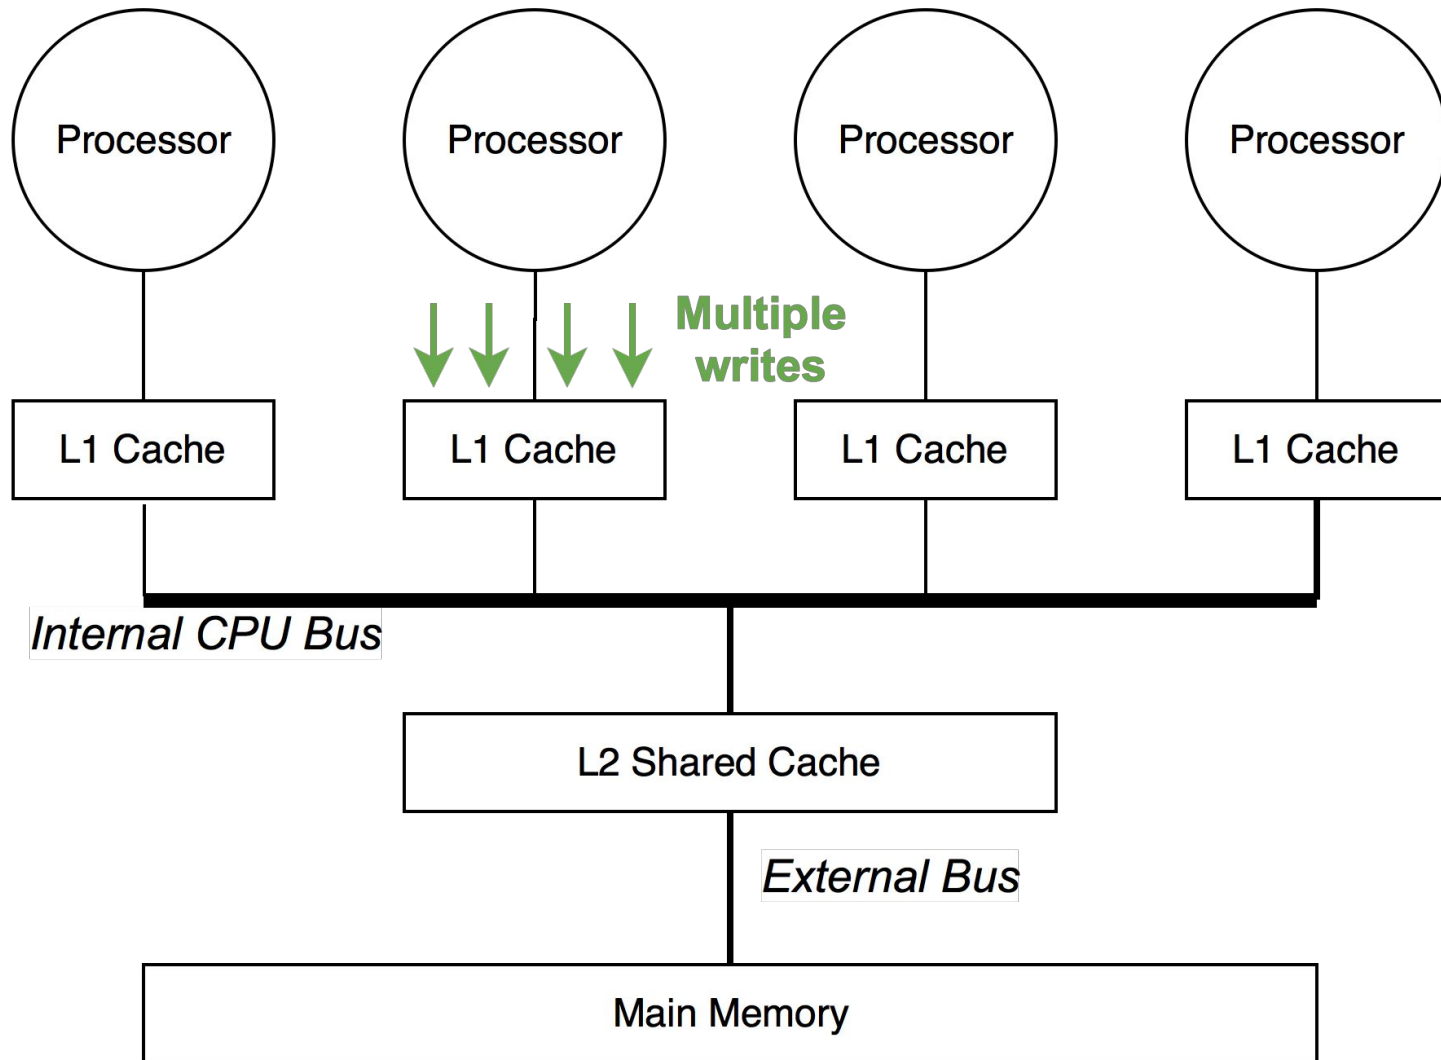 Processor
Processor
Processor
Processor
Multiple
writes
L1 Cache
L1 Cache
L1 Cache
L1 Cache
Internal CPU Bus
L2 Shared Cache
External Bus
Main Memory